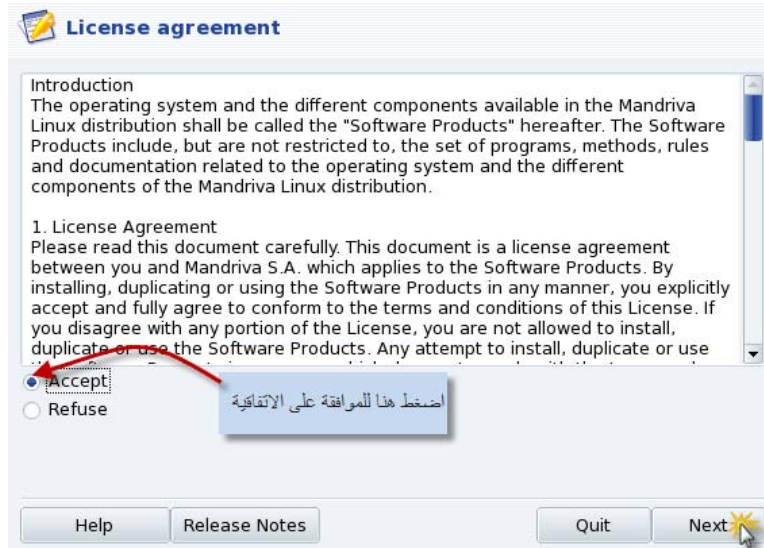 License agreement
Introduction
The operating system and the different components available in the Mandriva
Linux distribution shall be called the "Software Products" hereafter. The Software
Products include, but are not restricted to, the set of programs, methods, rules
and documentation related to the operating system and the different
components of the Mandriva Linux distribution.
1. License Agreement
Please read this document carefully. This document is a license agreement
between you and Mandriva S.A. which applies to the Software Products. By
installing, duplicating or using the Software Products in any manner, you explicitly
accept and fully agree to conform to the terms and conditions of this License. If
you disagree with any portion of the License, you are not allowed to install,
duplicate or use the Software Products. Any attempt to install, duplicate or use
Accept
اضغط هنا للموافقة على الاتفاقية
Refuse
Help
Release Notes
Quit
Next